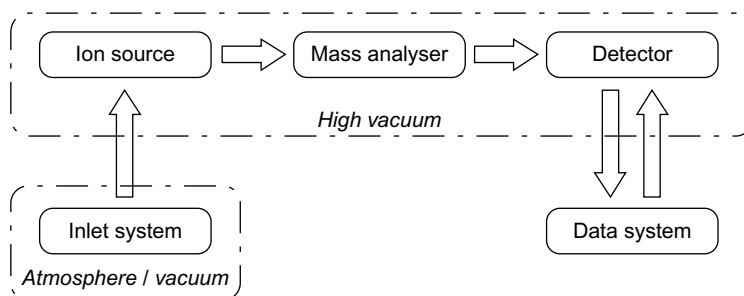 Ion source
Mass analyser
Detector
High vacuum
Inlet system
Data system
Atmosphere / vacuum